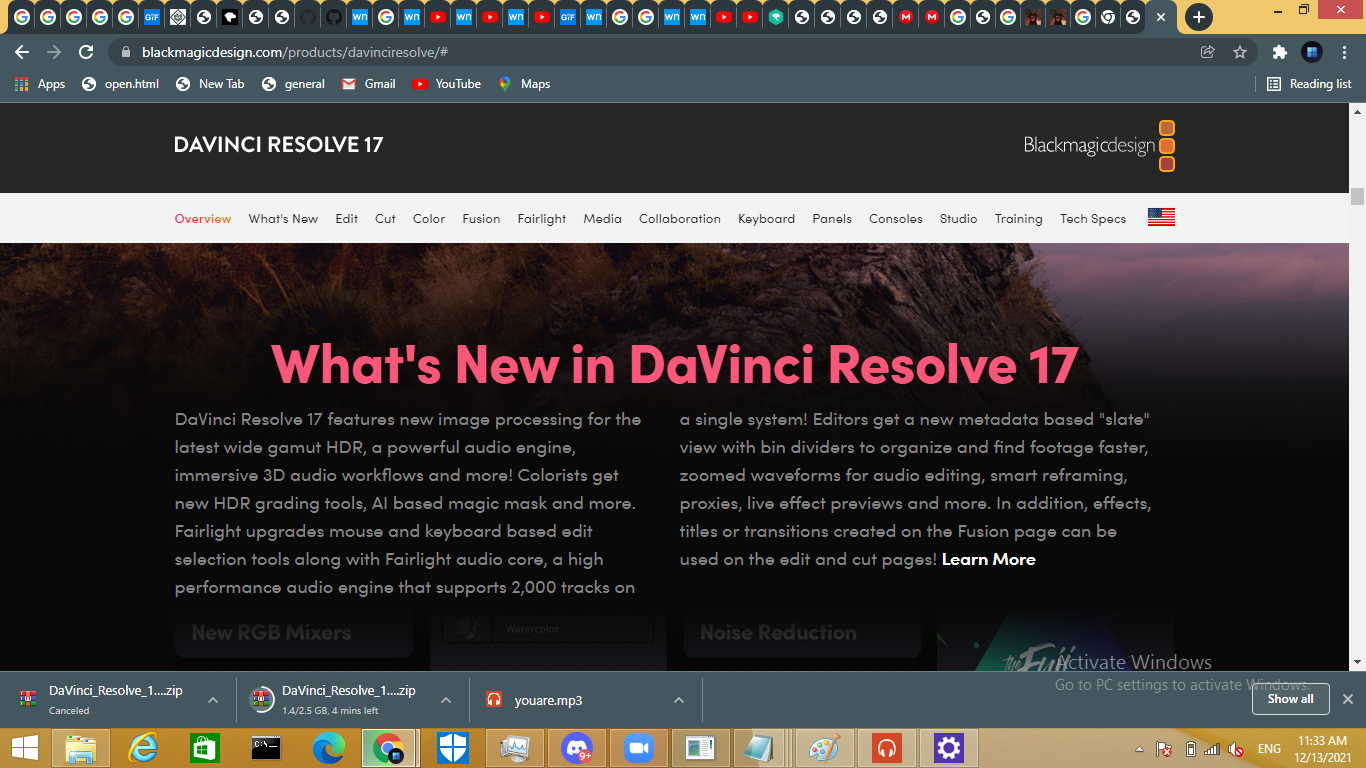 blackmagicdesign.com/products/davinciresolve/#
Apps open.html New Tab general Gmail YouTube Maps Reading list
DAVINCI RESOLVE 17 Blackmagicdesign
Overview What's New Edit Cut Color Fusion Fairlight Media Collaboration Keyboard Panels Consoles Studio Training Tech Specs
What's New in DaVinci Resolve 17
DaVinci Resolve 17 features new image processing for the
latest wide gamut HDR, a powerful audio engine,
immersive 3D audio workflows and more! Colorists get
new HDR grading tools, AI based magic mask and more.
Fairlight upgrades mouse and keyboard based edit
selection tools along with Fairlight audio core, a high
performance audio engine that supports 2,000 tracks on
a single system! Editors get a new metadata based "slate"
view with bin dividers to organize and find footage faster,
zoomed waveforms for audio editing, smart reframing,
proxies, live effect previews and more. In addition, effects,
titles or transitions created on the Fusion page can be
used on the edit and cut pages! Learn More
New RGB Mixers
Watercolor
Noise Reduction
the Full
Activate Windows
Go to PC settings to activate Windows.
DaVinci_Resolve_1....zip
Canceled
DaVinci_Resolve_1....zip
1.4/2.5 GB, 4 mins left
youare.mp3
Show all
9+
ENG
11:33 AM
12/13/2021